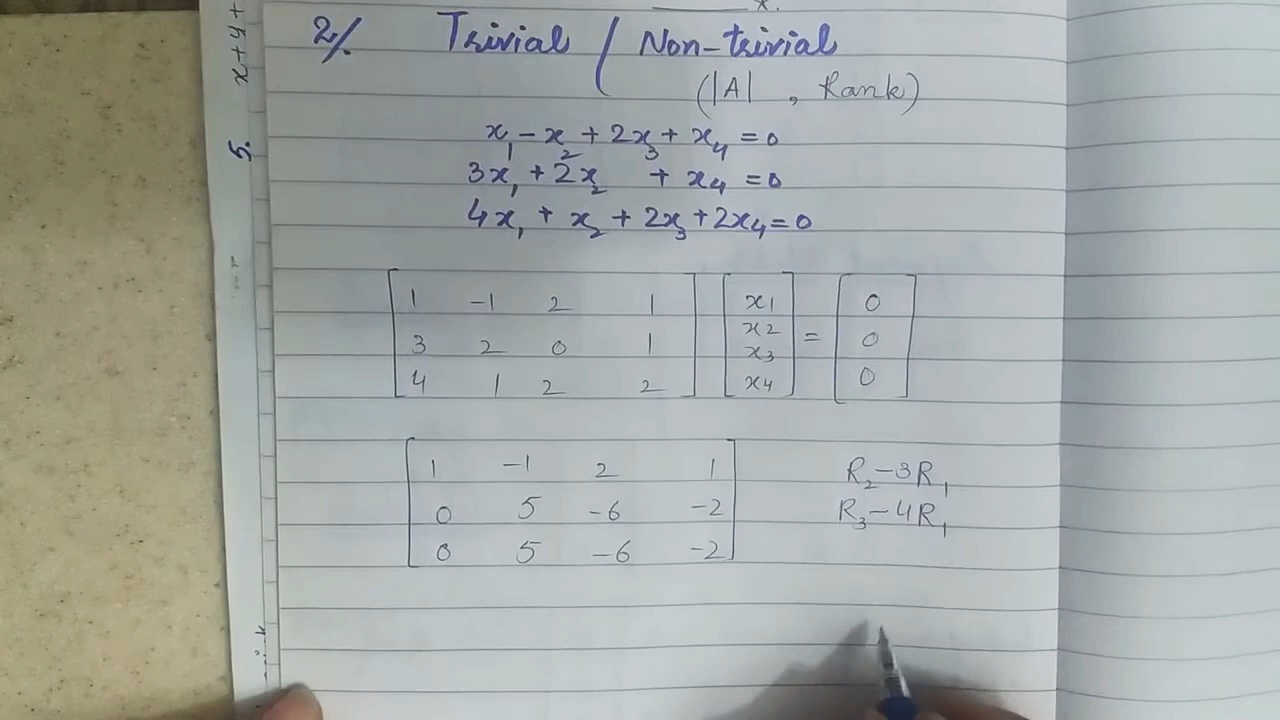 x+y+
5.
2/. Trivial / Non-trivial
(|A| , Rank)
x₁ - x₂ + 2x₃ + x₄ = 0
3x₁ + 2x₂ + x₄ = 0
4x₁ + x₂ + 2x₃ + 2x₄ = 0
1 -1 2 1 x₁ 0
3 2 0 1 x₂ = 0
4 1 2 2 x₃ 0
x₄
1 -1 2 1 R₂-3R₁
0 5 -6 -2 R₃-4R₁
0 5 -6 -2